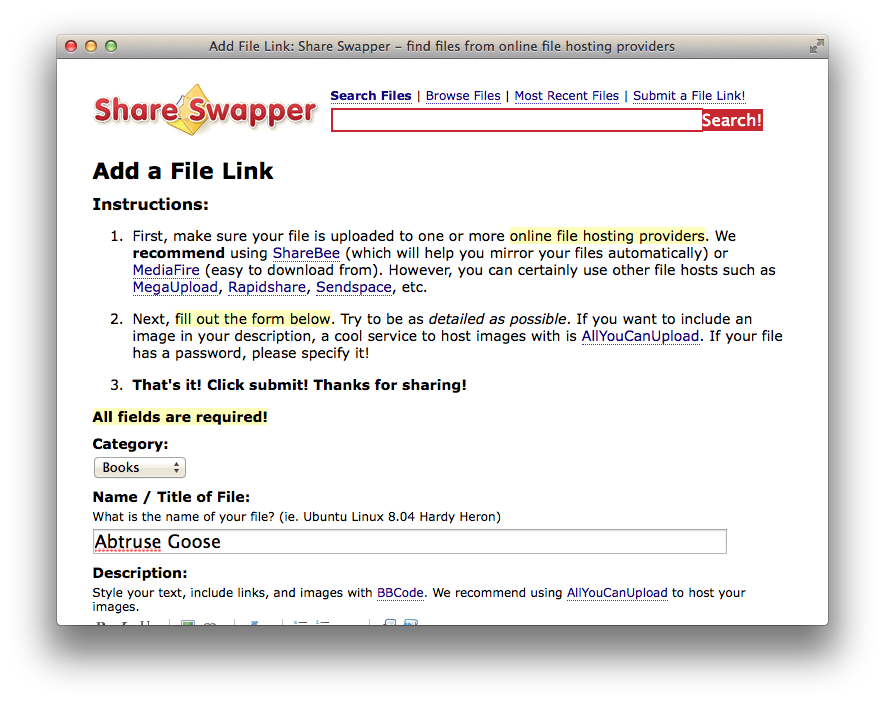 Add File Link: Share Swapper – find files from online file hosting providers
Share Swapper
Search Files | Browse Files | Most Recent Files | Submit a File Link!
Search!
Add a File Link
Instructions:
1. First, make sure your file is uploaded to one or more online file hosting providers. We
recommend using ShareBee (which will help you mirror your files automatically) or
MediaFire (easy to download from). However, you can certainly use other file hosts such as
MegaUpload, Rapidshare, Sendspace, etc.
2. Next, fill out the form below. Try to be as detailed as possible. If you want to include an
image in your description, a cool service to host images with is AllYouCanUpload. If your file
has a password, please specify it!
3. That's it! Click submit! Thanks for sharing!
All fields are required!
Category:
Books
Name / Title of File:
What is the name of your file? (ie. Ubuntu Linux 8.04 Hardy Heron)
Abtruse Goose
Description:
Style your text, include links, and images with BBCode. We recommend using AllYouCanUpload to host your
images.